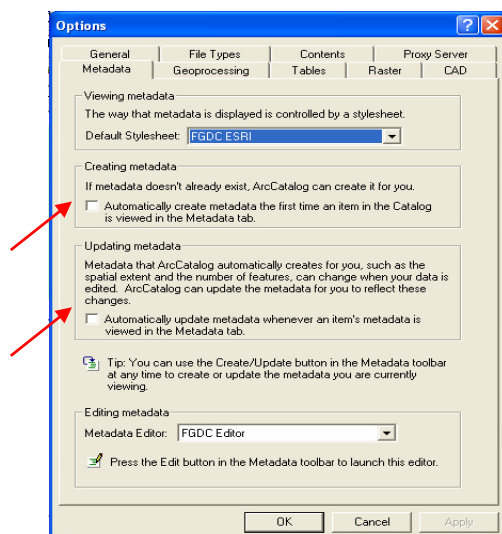 Options
General File Types Contents Proxy Server
Metadata Geoprocessing Tables Raster CAD
Viewing metadata
The way that metadata is displayed is controlled by a stylesheet.
Default Stylesheet: FGDC ESRI
Creating metadata
If metadata doesn't already exist, ArcCatalog can create it for you.
Automatically create metadata the first time an item in the Catalog
is viewed in the Metadata tab.
Updating metadata
Metadata that ArcCatalog automatically creates for you, such as the
spatial extent and the number of features, can change when your data is
edited. ArcCatalog can update the metadata for you to reflect these
changes.
Automatically update metadata whenever an item's metadata is
viewed in the Metadata tab.
Tip: You can use the Create/Update button in the Metadata toolbar
at any time to create or update the metadata you are currently
viewing.
Editing metadata
Metadata Editor: FGDC Editor
Press the Edit button in the Metadata toolbar to launch this editor.
OK Cancel Apply